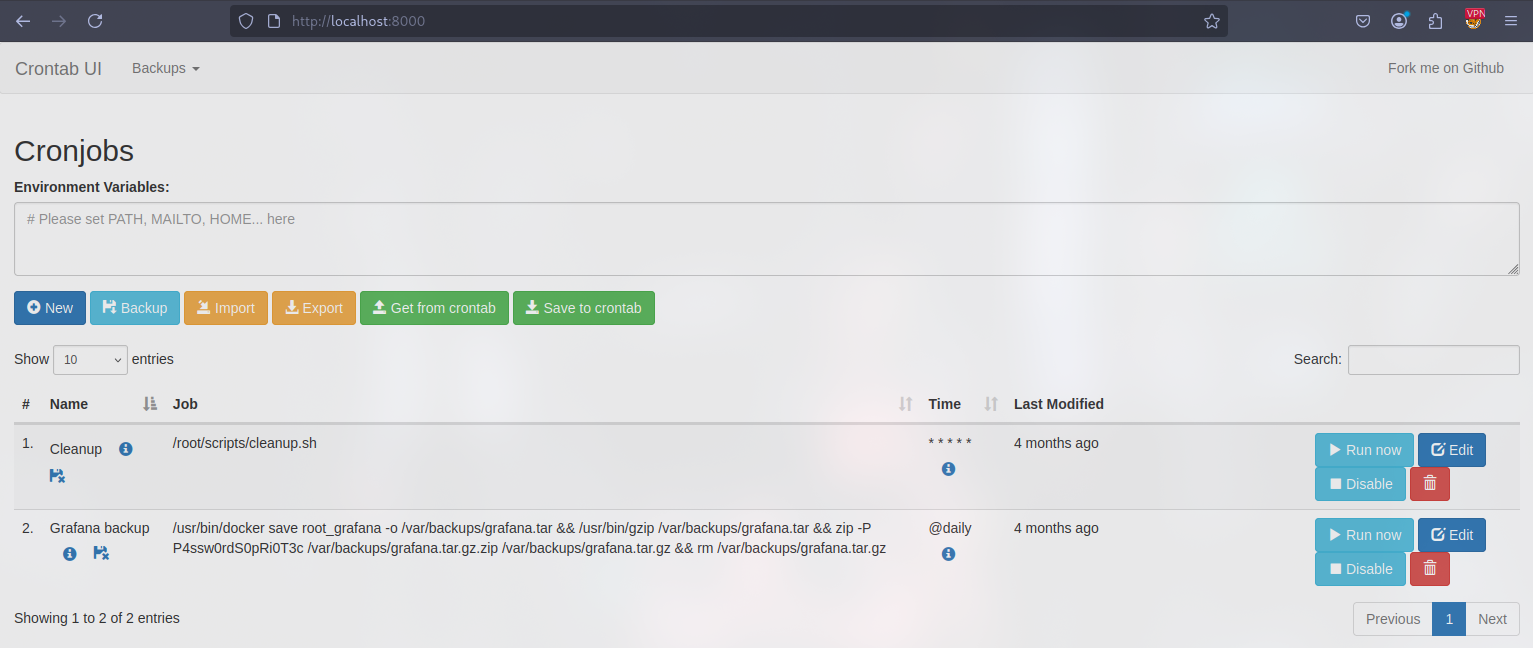 http://localhost:8000
VPN
Crontab UI
Backups
Fork me on Github
Cronjobs
Environment Variables:
# Please set PATH, MAILTO, HOME... here
New
Backup
Import
Export
Get from crontab
Save to crontab
Show 10 entries
Search:
# Name Job Time Last Modified
1. Cleanup /root/scripts/cleanup.sh * * * * * 4 months ago Run now Edit
Disable
2. Grafana backup /usr/bin/docker save root_grafana -o /var/backups/grafana.tar && /usr/bin/gzip /var/backups/grafana.tar && zip -P @daily 4 months ago Run now Edit
P4ssw0rdS0pRi0T3c /var/backups/grafana.tar.gz.zip /var/backups/grafana.tar.gz && rm /var/backups/grafana.tar.gz
Disable
Showing 1 to 2 of 2 entries
Previous 1 Next